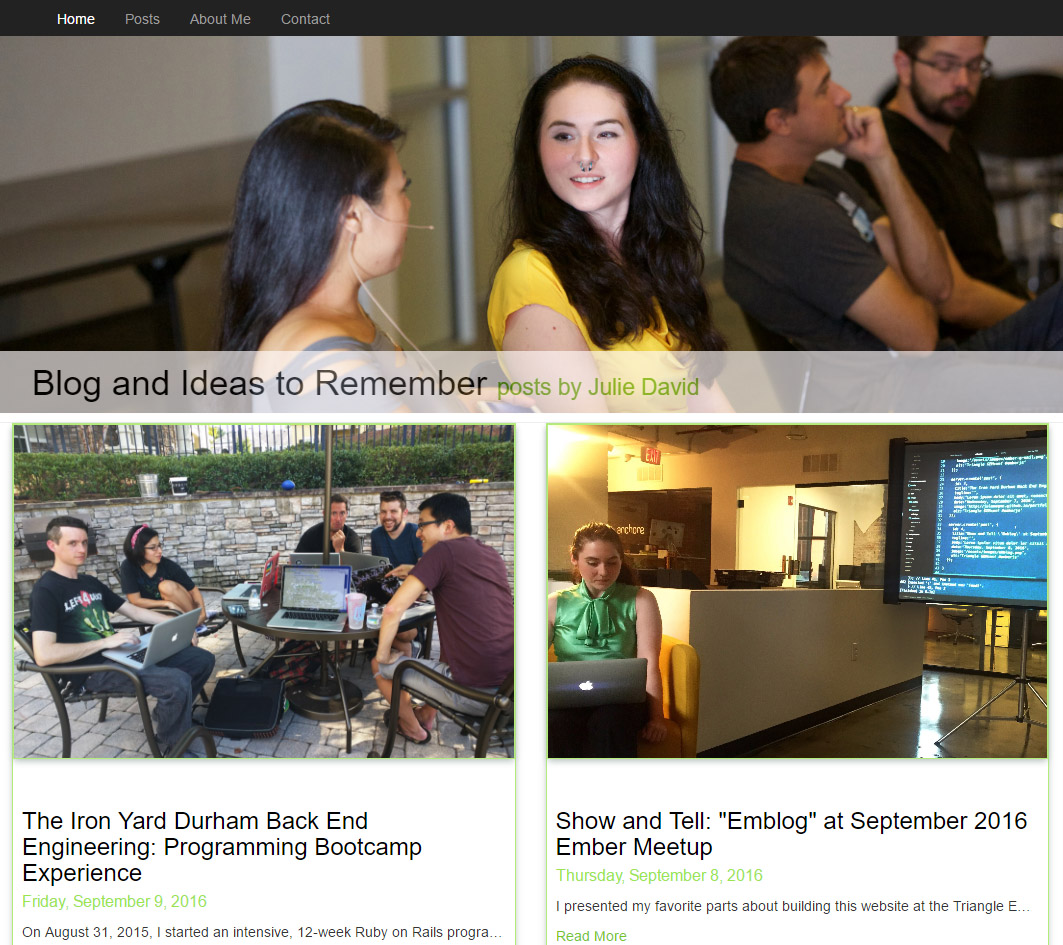 Home Posts About Me Contact
Blog and Ideas to Remember posts by Julie David
EXIT
anchore
The Iron Yard Durham Back End
Engineering: Programming Bootcamp
Experience
Friday, September 9, 2016
On August 31, 2015, I started an intensive, 12-week Ruby on Rails progra…
Show and Tell: "Emblog" at September 2016
Ember Meetup
Thursday, September 8, 2016
I presented my favorite parts about building this website at the Triangle E…
Read More